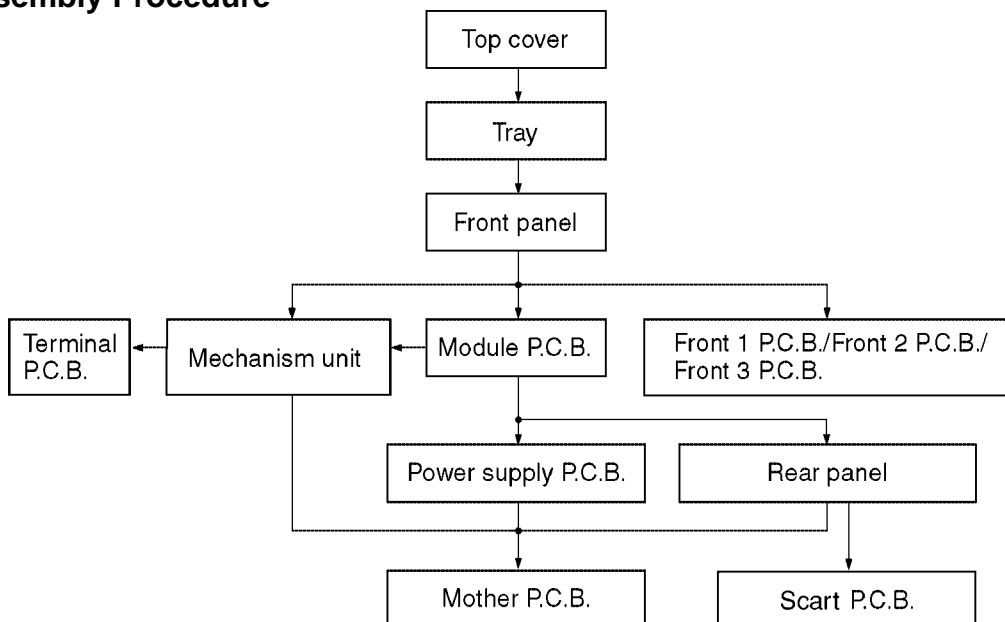 sembly Procedure
Top cover
Tray
Front panel
Terminal
P.C.B.
Mechanism unit
Module P.C.B.
Front 1 P.C.B./Front 2 P.C.B./
Front 3 P.C.B.
Power supply P.C.B.
Rear panel
Mother P.C.B.
Scart P.C.B.